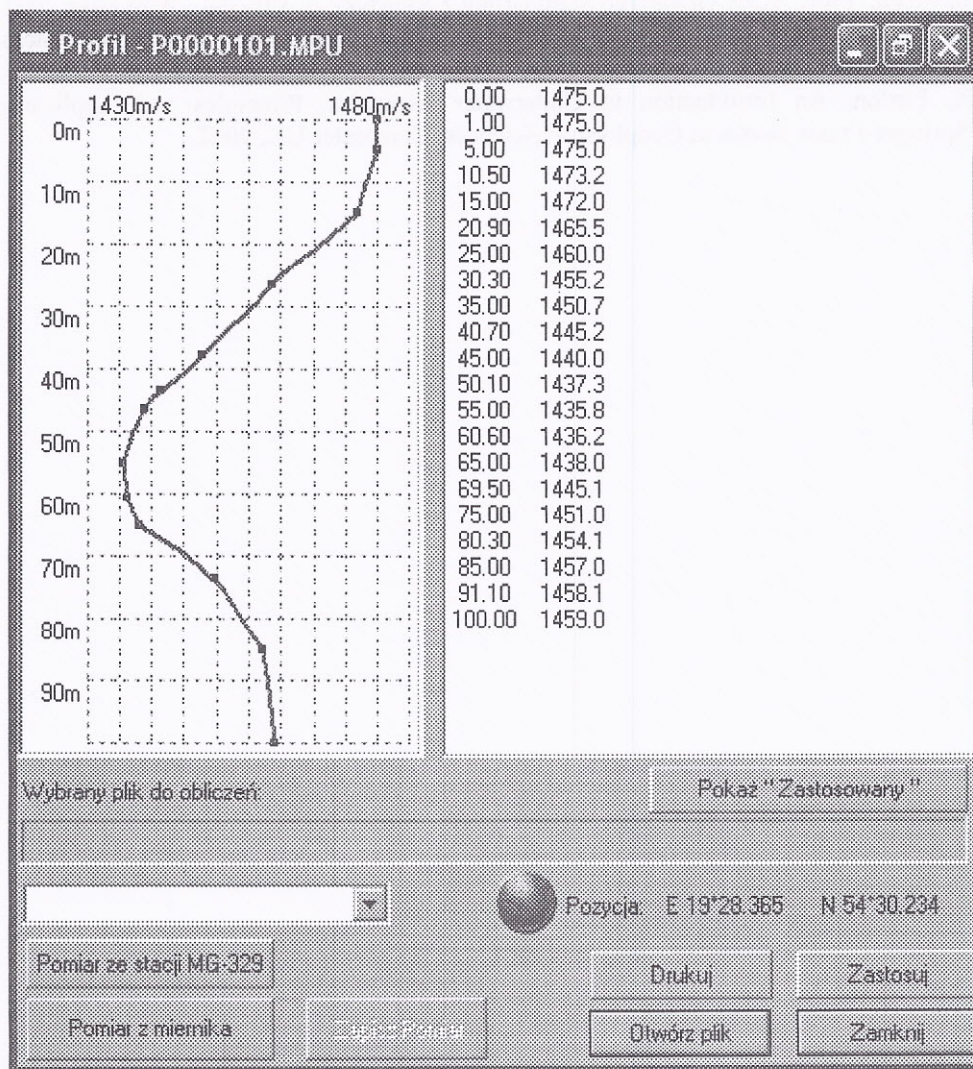 Profil - P0000101.MPU
1430m/s 1480m/s
0m
10m
20m
30m
40m
50m
60m
70m
80m
90m
0.00 1475.0
1.00 1475.0
5.00 1475.0
10.50 1473.2
15.00 1472.0
20.90 1465.5
25.00 1460.0
30.30 1455.2
35.00 1450.7
40.70 1445.2
45.00 1440.0
50.10 1437.3
55.00 1435.8
60.60 1436.2
65.00 1438.0
69.50 1445.1
75.00 1451.0
80.30 1454.1
85.00 1457.0
91.10 1458.1
100.00 1459.0
Wybrany plik do obliczeń:
Pokaż "Zastosowany"
Pozycja: E 19°28.365 N 54°30.234
Pomiar ze stacji MG-329
Drukuj
Zastosuj
Pomiar z miernika
Otwórz plik
Zamknij